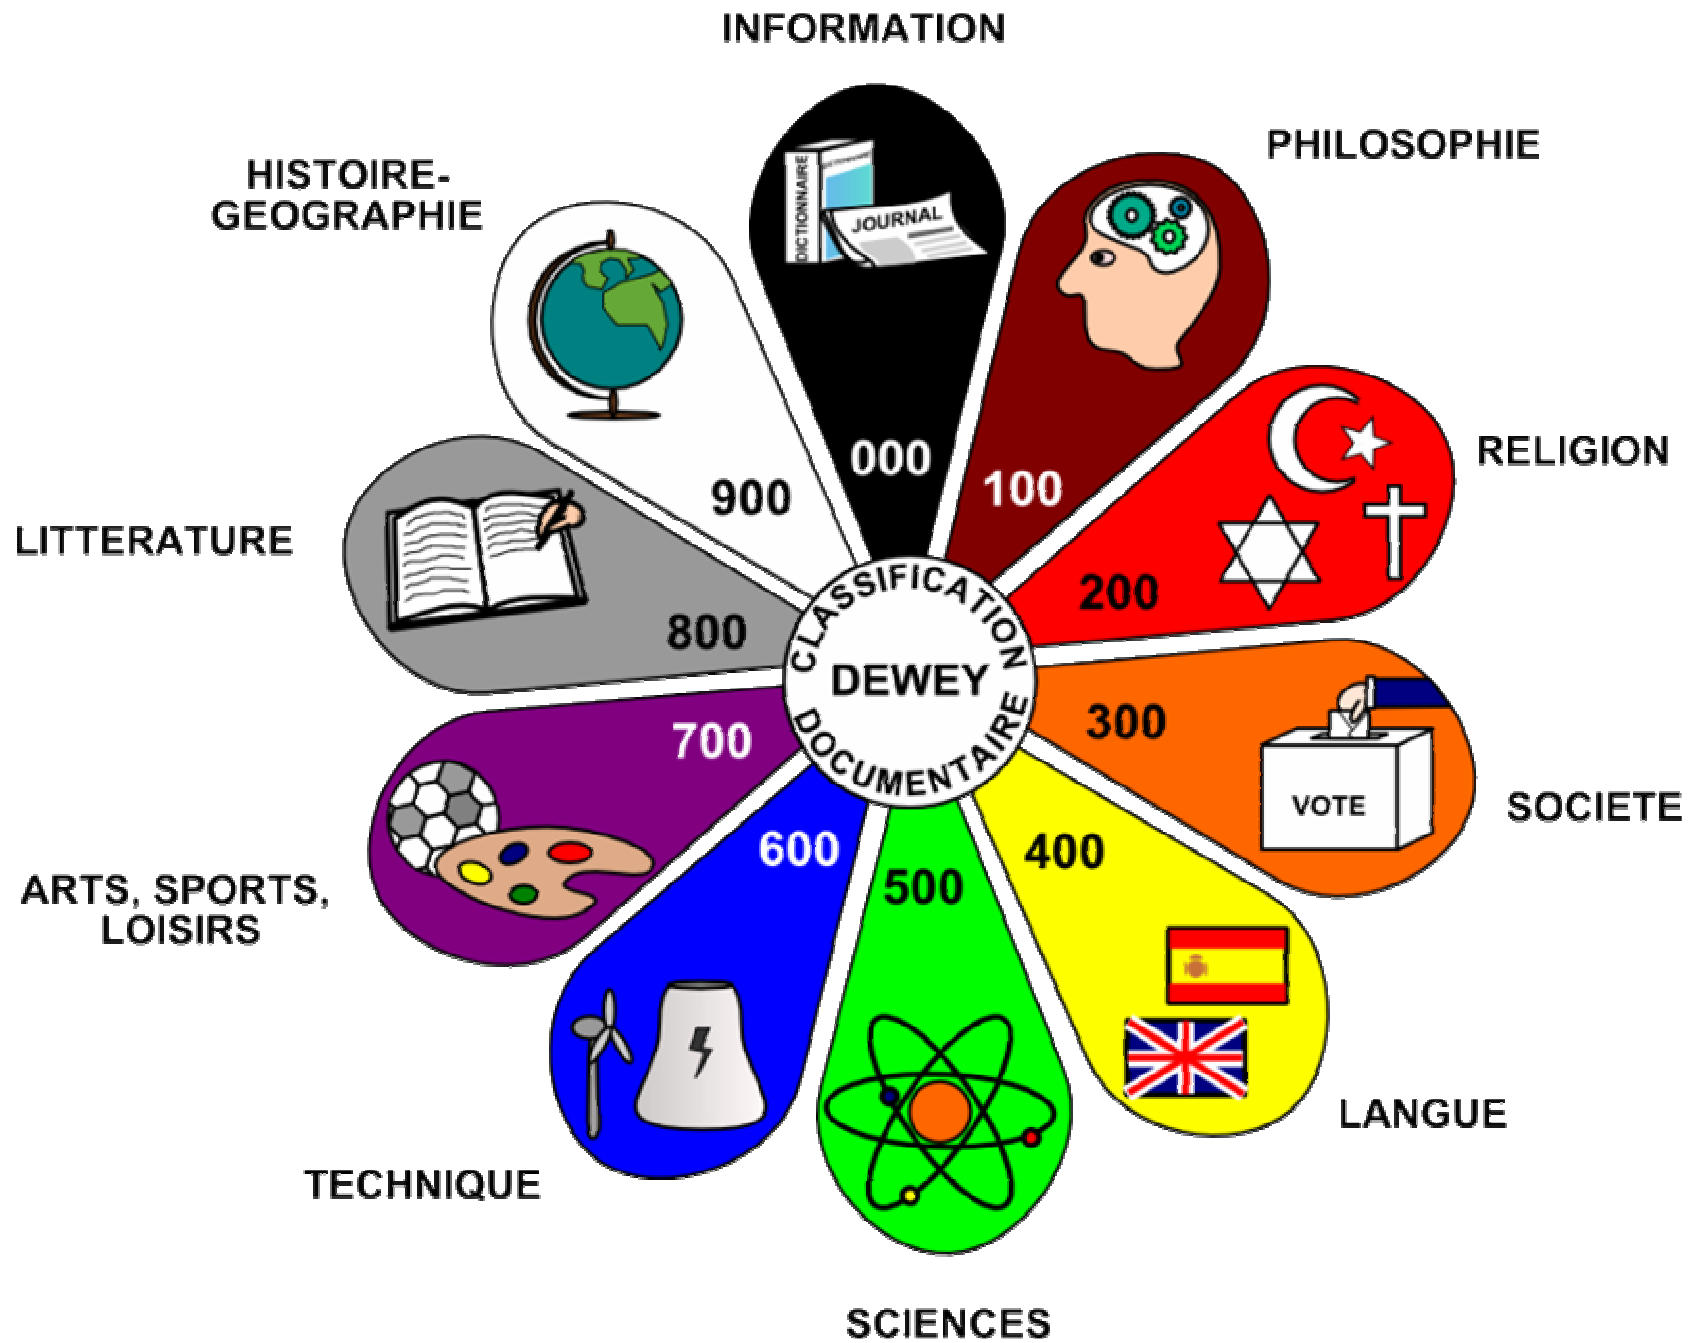 INFORMATION
DICTIONNAIRE
JOURNAL
000
PHILOSOPHIE
100
RELIGION
200
SOCIETE
VOTE
300
LANGUE
400
SCIENCES
500
TECHNIQUE
600
ARTS, SPORTS,
LOISIRS
700
LITTERATURE
800
HISTOIRE-
GEOGRAPHIE
900
CLASSIFICATION
DEWEY
DOCUMENTAIRE